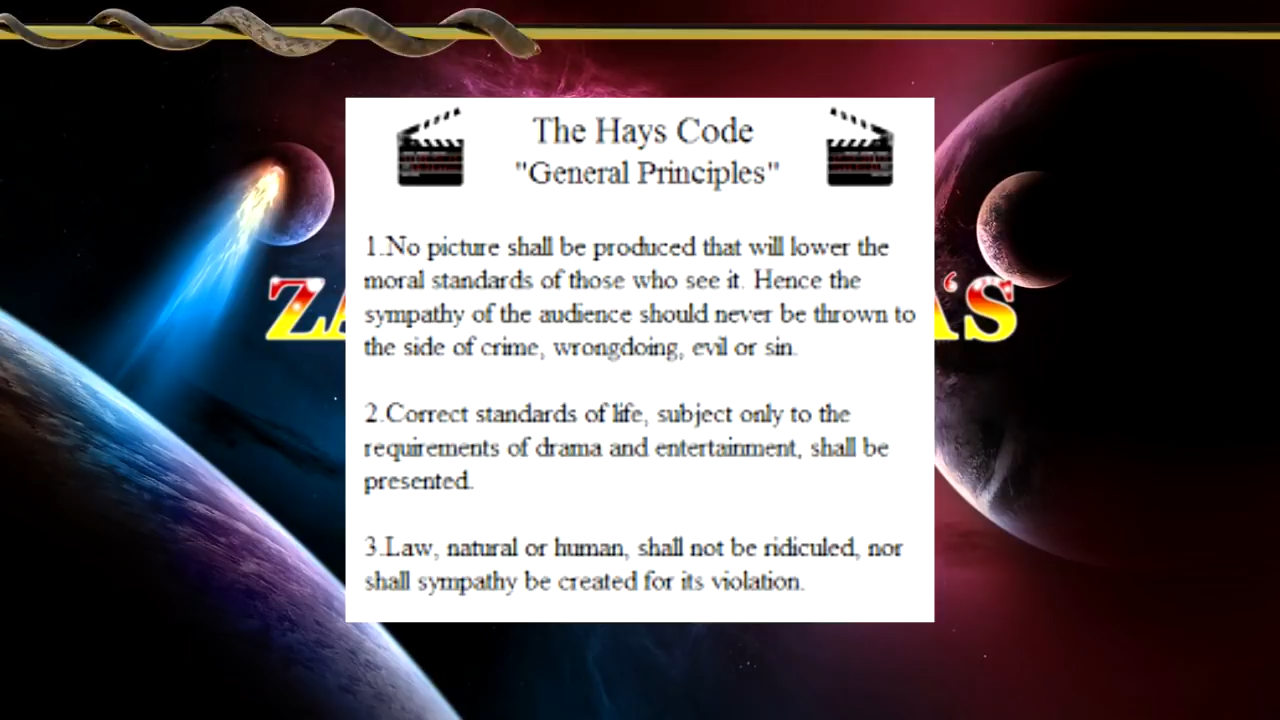 The Hays Code
"General Principles"
1.No picture shall be produced that will lower the
moral standards of those who see it. Hence the
sympathy of the audience should never be thrown to
the side of crime, wrongdoing, evil or sin.
2.Correct standards of life, subject only to the
requirements of drama and entertainment, shall be
presented.
3.Law, natural or human, shall not be ridiculed, nor
shall sympathy be created for its violation.